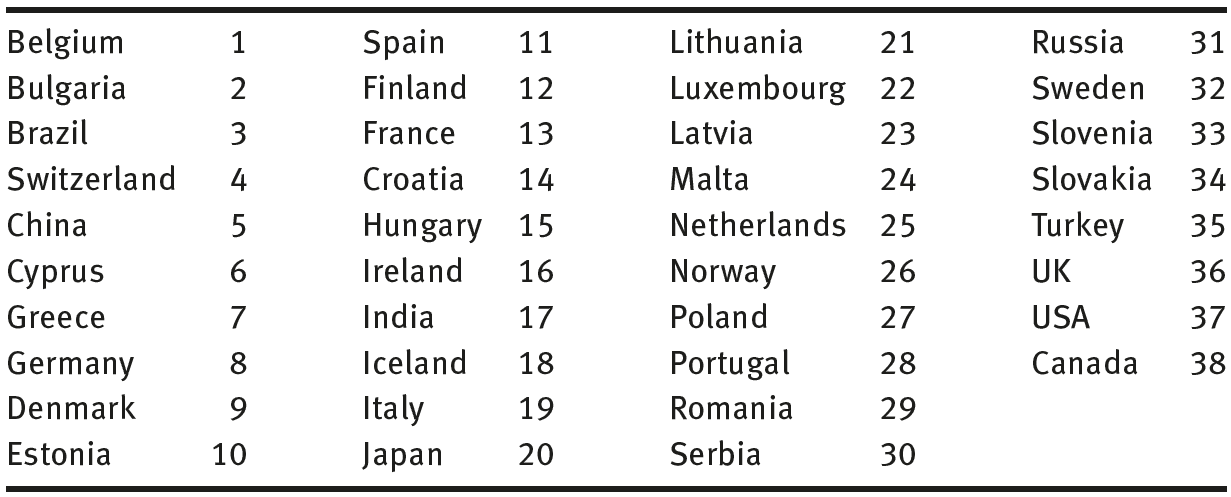 Belgium 1 Spain 11 Lithuania 21 Russia 31
Bulgaria 2 Finland 12 Luxembourg 22 Sweden 32
Brazil 3 France 13 Latvia 23 Slovenia 33
Switzerland 4 Croatia 14 Malta 24 Slovakia 34
China 5 Hungary 15 Netherlands 25 Turkey 35
Cyprus 6 Ireland 16 Norway 26 UK 36
Greece 7 India 17 Poland 27 USA 37
Germany 8 Iceland 18 Portugal 28 Canada 38
Denmark 9 Italy 19 Romania 29
Estonia 10 Japan 20 Serbia 30